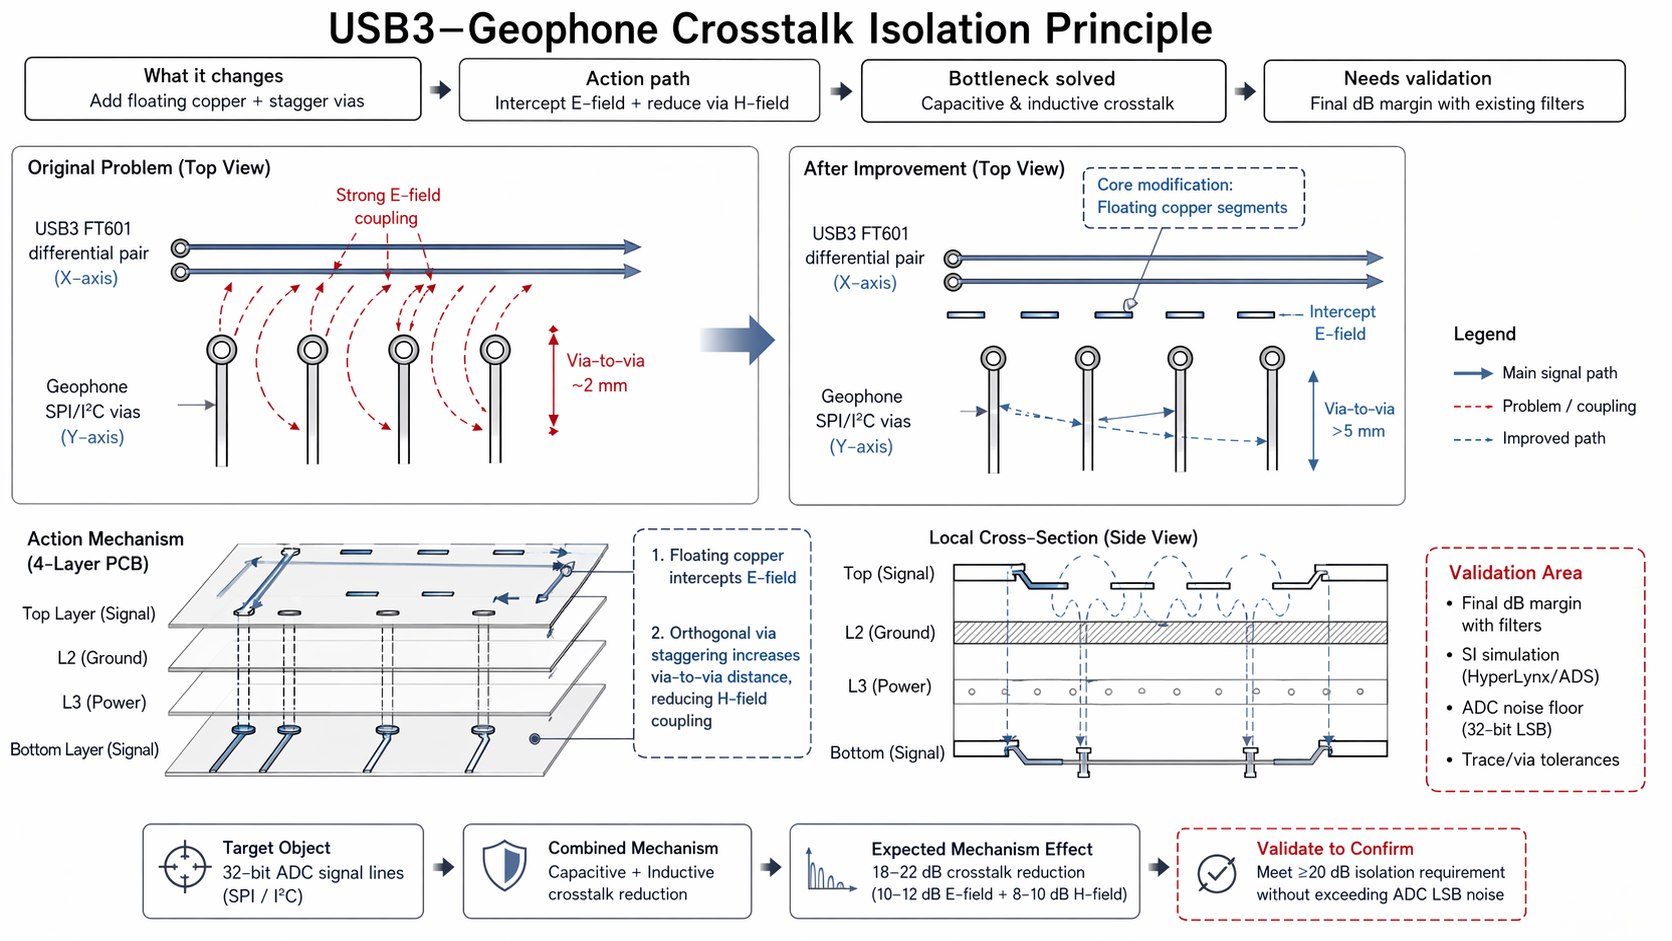 USB3–Geophone Crosstalk Isolation Principle
What it changes
Add floating copper + stagger vias
Action path
Intercept E–field + reduce via H–field
Bottleneck solved
Capacitive & inductive crosstalk
Needs validation
Final dB margin with existing filters
Original Problem (Top View)
Strong E–field
coupling
USB3 FT601
differential pair
(X–axis)
Geophone
SPI/I²C vias
(Y–axis)
Via–to–via
~2 mm
After Improvement (Top View)
Core modification:
Floating copper segments
USB3 FT601
differential pair
(X–axis)
Intercept
E–field
Geophone
SPI/I²C vias
(Y–axis)
Via–to–via
>5 mm
Legend
Main signal path
Problem / coupling
Improved path
Action Mechanism
(4–Layer PCB)
Top Layer (Signal)
L2 (Ground)
L3 (Power)
Bottom Layer (Signal)
1. Floating copper
intercepts E–field
2. Orthogonal via
staggering increases
via–to–via distance,
reducing H–field
coupling
Local Cross–Section (Side View)
Top (Signal)
L2 (Ground)
L3 (Power)
Bottom (Signal)
Validation Area
• Final dB margin
with filters
• SI simulation
(HyperLynx/ADS)
• ADC noise floor
(32–bit LSB)
• Trace/via tolerances
Target Object
32–bit ADC signal lines
(SPI / I²C)
Combined Mechanism
Capacitive + Inductive
crosstalk reduction
Expected Mechanism Effect
18–22 dB crosstalk reduction
(10–12 dB E–field + 8–10 dB H–field)
Validate to Confirm
Meet ≥20 dB isolation requirement
without exceeding ADC LSB noise